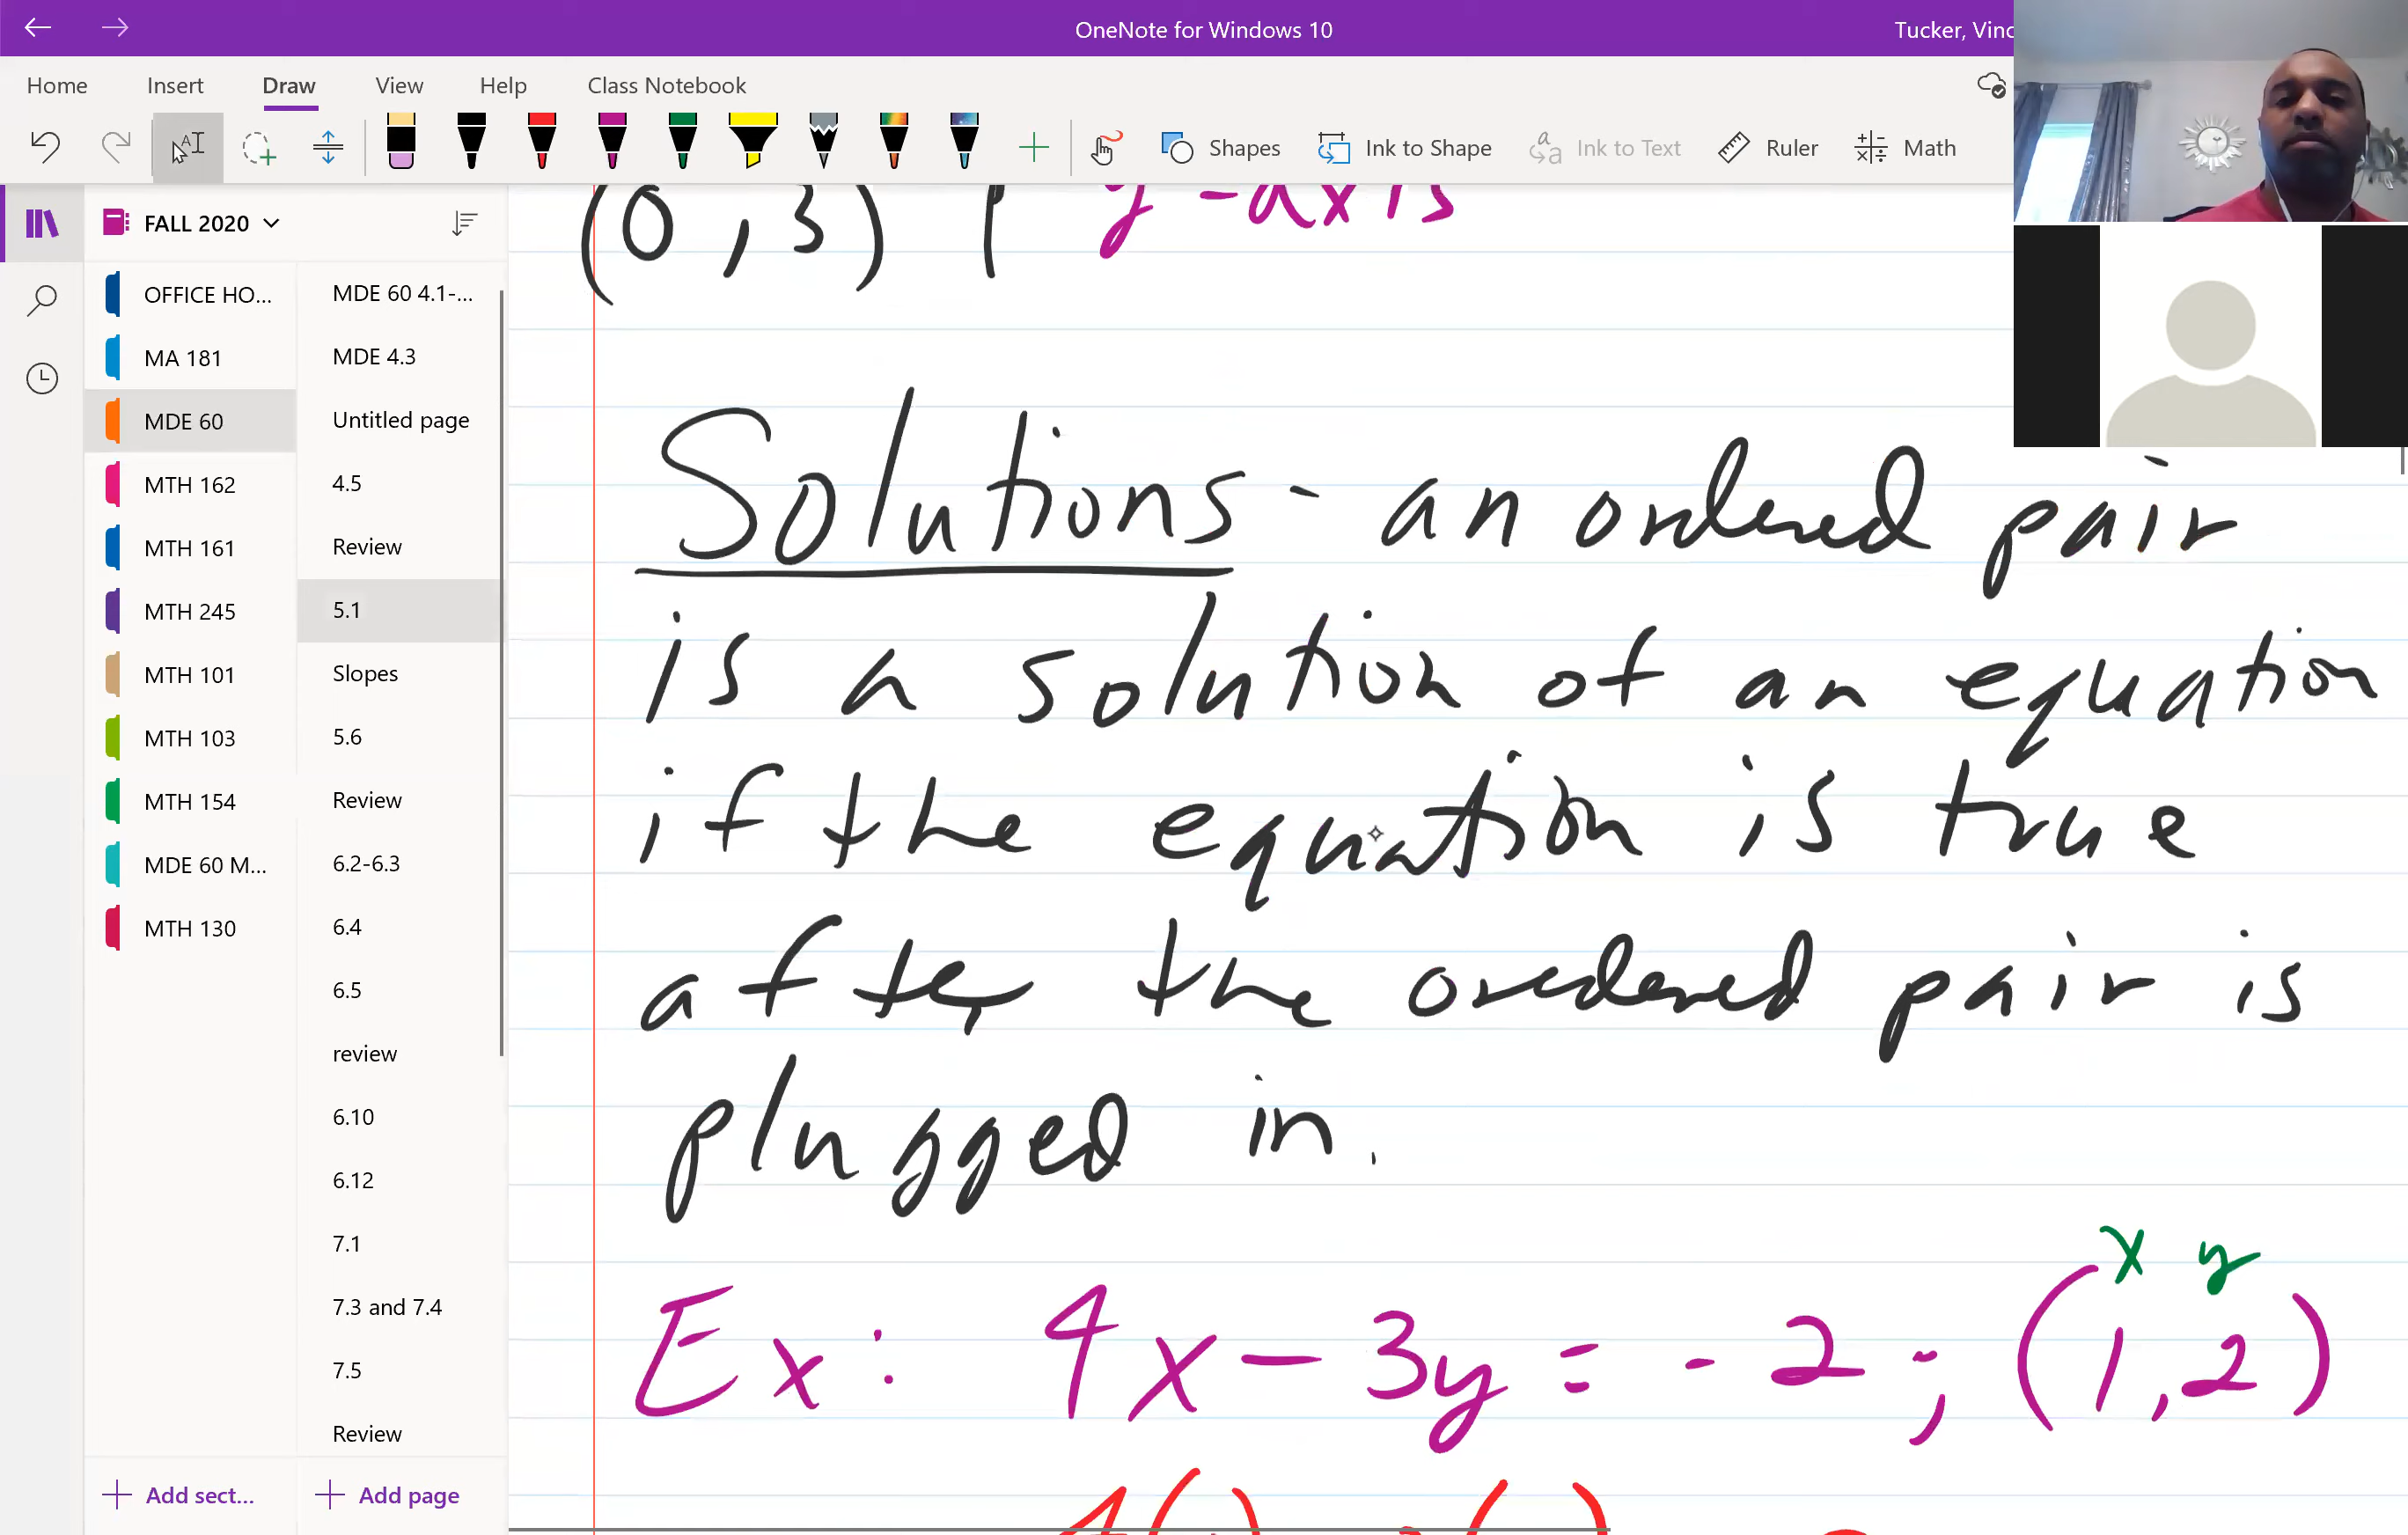 OneNote for Windows 10
Tucker, Vinc
Home Insert Draw View Help Class Notebook
Shapes Ink to Shape Ink to Text Ruler Math
FALL 2020
OFFICE HO...
MA 181
MDE 60
MTH 162
MTH 161
MTH 245
MTH 101
MTH 103
MTH 154
MDE 60 M...
MTH 130
Add sect...
MDE 60 4.1-...
MDE 4.3
Untitled page
4.5
Review
5.1
Slopes
5.6
Review
6.2-6.3
6.4
6.5
review
6.10
6.12
7.1
7.3 and 7.4
7.5
Review
Add page
(0,3) | y-axis
Solutions - an ordered pair
is a solution of an equation
if the equation is true
after the ordered pair is
plugged in.
x y
Ex: 4x-3y = -2 ; (1,2)